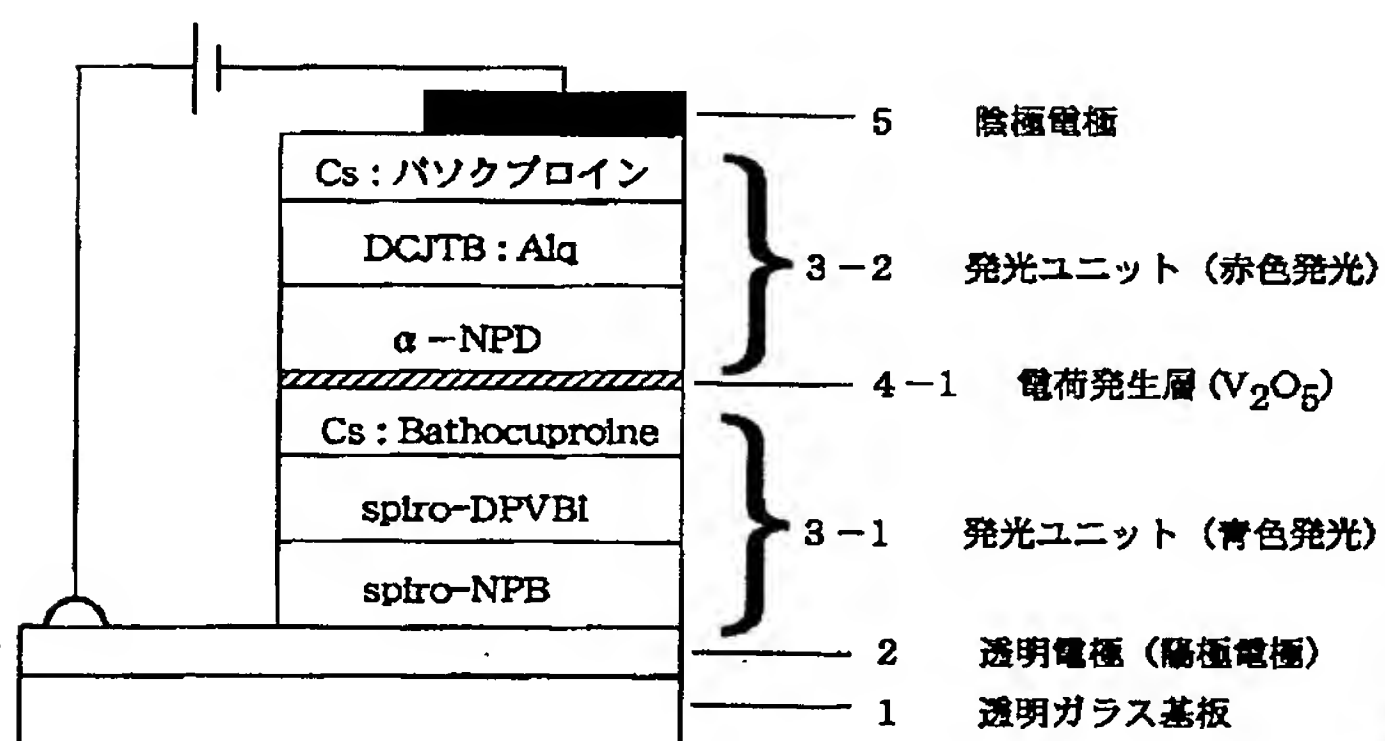 5 陰極電極
Cs : バソクプロイン
DCJTB : Alq
3-2 発光ユニット (赤色発光)
α-NPD
4-1 電荷発生層 (V2O5)
Cs : Bathocuproine
spiro-DPVBi
3-1 発光ユニット (青色発光)
spiro-NPB
2 透明電極 (陽極電極)
1 透明ガラス基板